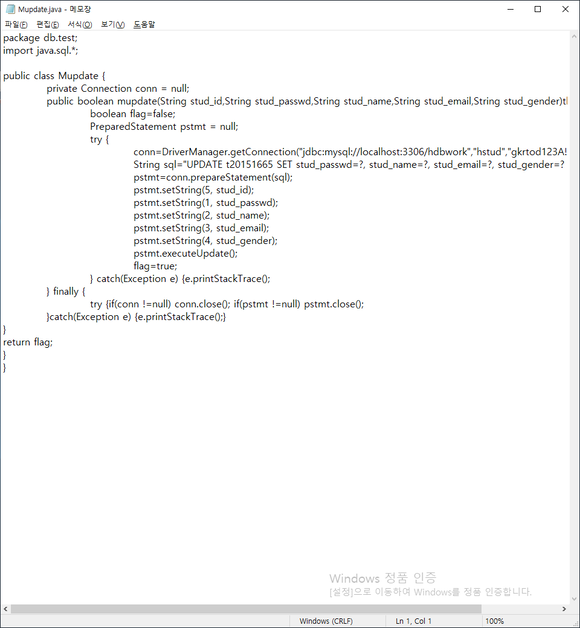 Mupdate.java - 메모장
파일(F) 편집(E) 서식(O) 보기(V) 도움말
package db.test;
import java.sql.*;
public class Mupdate {
private Connection conn = null;
public boolean mupdate(String stud_id,String stud_passwd,String stud_name,String stud_email,String stud_gender)tl
boolean flag=false;
PreparedStatement pstmt = null;
try {
conn=DriverManager.getConnection("jdbc:mysql://localhost:3306/hdbwork","hstud","gkrtod123A!
String sql="UPDATE t20151665 SET stud_passwd=?, stud_name=?, stud_email=?, stud_gender=?
pstmt=conn.prepareStatement(sql);
pstmt.setString(5, stud_id);
pstmt.setString(1, stud_passwd);
pstmt.setString(2, stud_name);
pstmt.setString(3, stud_email);
pstmt.setString(4, stud_gender);
pstmt.executeUpdate();
flag=true;
} catch(Exception e) {e.printStackTrace();
} finally {
try {if(conn !=null) conn.close(); if(pstmt !=null) pstmt.close();
}catch(Exception e) {e.printStackTrace();}
}
return flag;
}
}
Windows 정품 인증
[설정]으로 이동하여 Windows를 정품 인증합니다.
Windows (CRLF) Ln 1, Col 1 100%